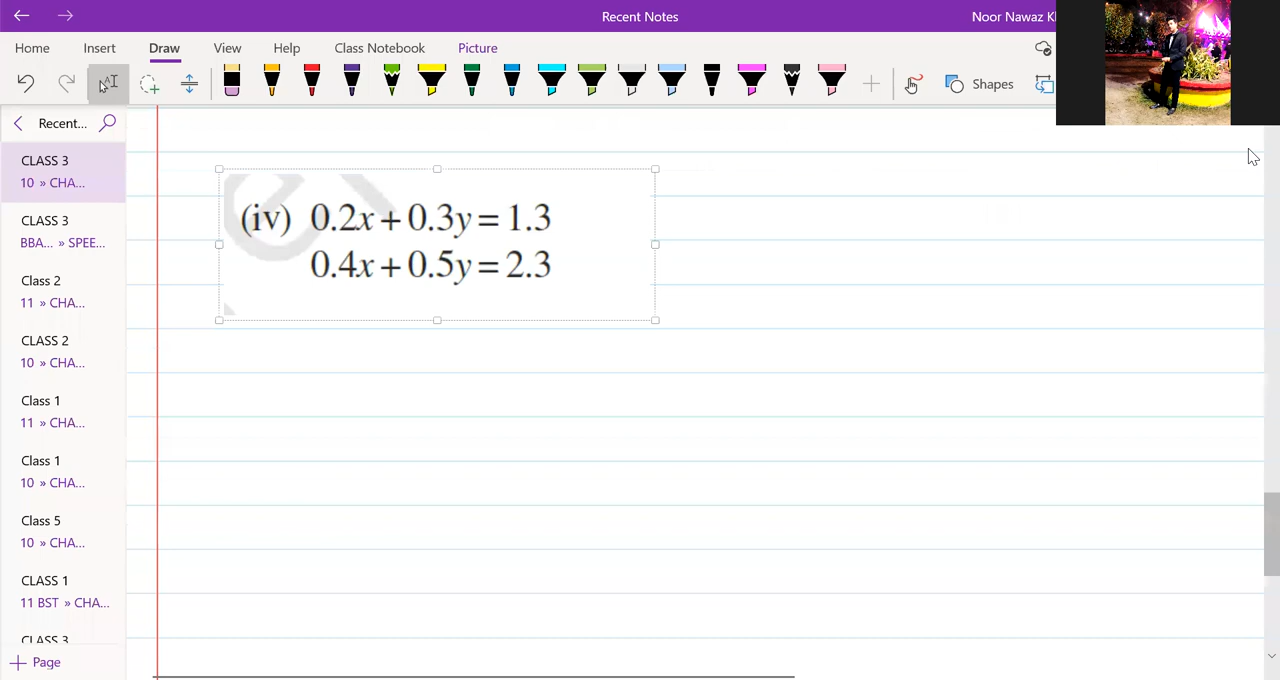 Recent Notes
Noor Nawaz
Home Insert Draw View Help Class Notebook Picture
Shapes
Recent...
CLASS 3
10 » CHA...
CLASS 3
BBA... » SPEE...
Class 2
11 » CHA...
CLASS 2
10 » CHA...
Class 1
11 » CHA...
Class 1
10 » CHA...
Class 5
10 » CHA...
CLASS 1
11 BST » CHA...
CLASS 3
+ Page
(iv) 0.2x + 0.3y = 1.3
0.4x + 0.5y = 2.3